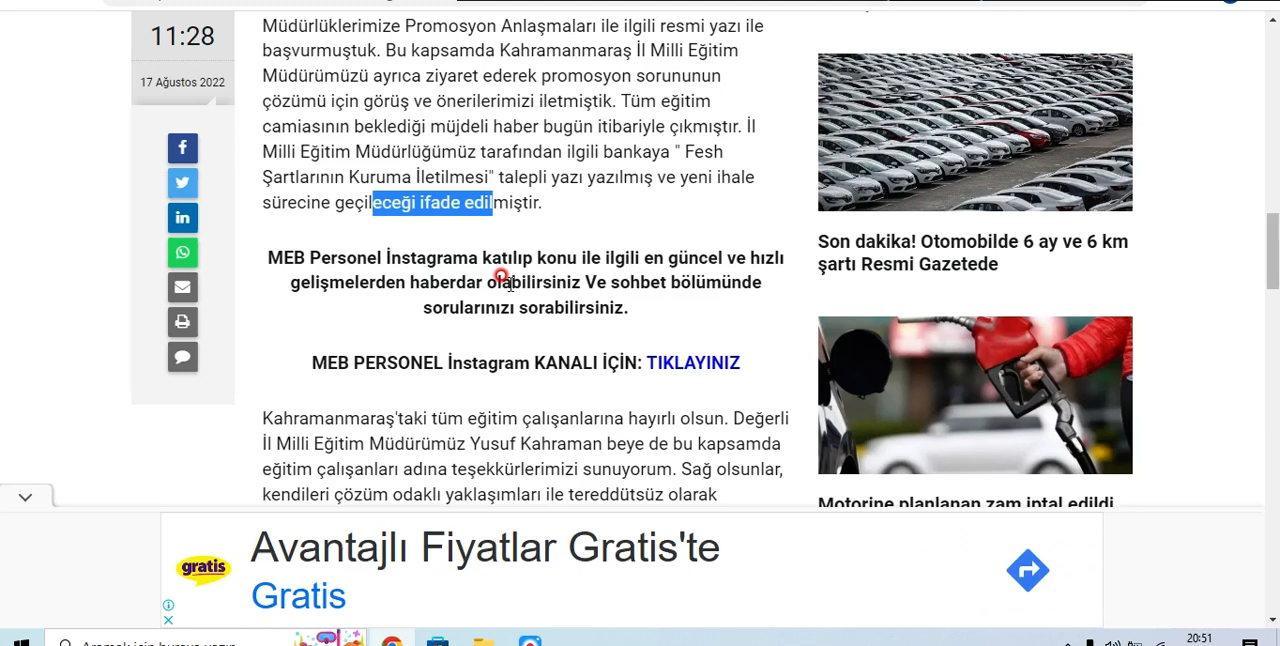 11:28
17 Ağustos 2022
Müdürlüklerimize Promosyon Anlaşmaları ile ilgili resmi yazı ile
başvurmuştuk. Bu kapsamda Kahramanmaraş İl Milli Eğitim
Müdürümüzü ayrıca ziyaret ederek promosyon sorununun
çözümü için görüş ve önerilerimizi iletmiştik. Tüm eğitim
camiasının beklediği müjdeli haber bugün itibariyle çıkmıştır. İl
Milli Eğitim Müdürlüğümüz tarafından ilgili bankaya " Fesh
Şartlarının Kuruma İletilmesi" talepli yazı yazılmış ve yeni ihale
sürecine geçileceği ifade edilmiştir.
MEB Personel İnstagrama katılıp konu ile ilgili en güncel ve hızlı
gelişmelerden haberdar olabilirsiniz Ve sohbet bölümünde
sorularınızı sorabilirsiniz.
MEB PERSONEL İnstagram KANALI İÇİN: TIKLAYINIZ
Kahramanmaraş'taki tüm eğitim çalışanlarına hayırlı olsun. Değerli
İl Milli Eğitim Müdürümüz Yusuf Kahraman beye de bu kapsamda
eğitim çalışanları adına teşekkürlerimizi sunuyorum. Sağ olsunlar,
kendileri çözüm odaklı yaklaşımları ile tereddütsüz olarak
Son dakika! Otomobilde 6 ay ve 6 km
şartı Resmi Gazetede
Motorine planlanan zam iptal edildi
gratis
Avantajlı Fiyatlar Gratis'te
Gratis
Aramak için buraya yazın
20:51